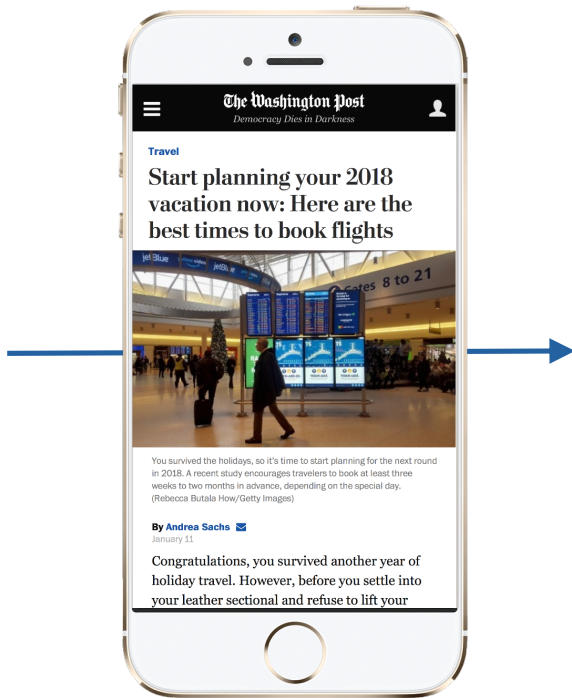 The Washington Post
Democracy Dies in Darkness
Travel
Start planning your 2018
vacation now: Here are the
best times to book flights
jetBlue
jetBlue
Gates 8 to 21
You survived the holidays, so it's time to start planning for the next round
in 2018. A recent study encourages travelers to book at least three
weeks to two months in advance, depending on the special day.
(Rebecca Butala How/Getty Images)
By Andrea Sachs
January 11
Congratulations, you survived another year of
holiday travel. However, before you settle into
your leather sectional and refuse to lift your